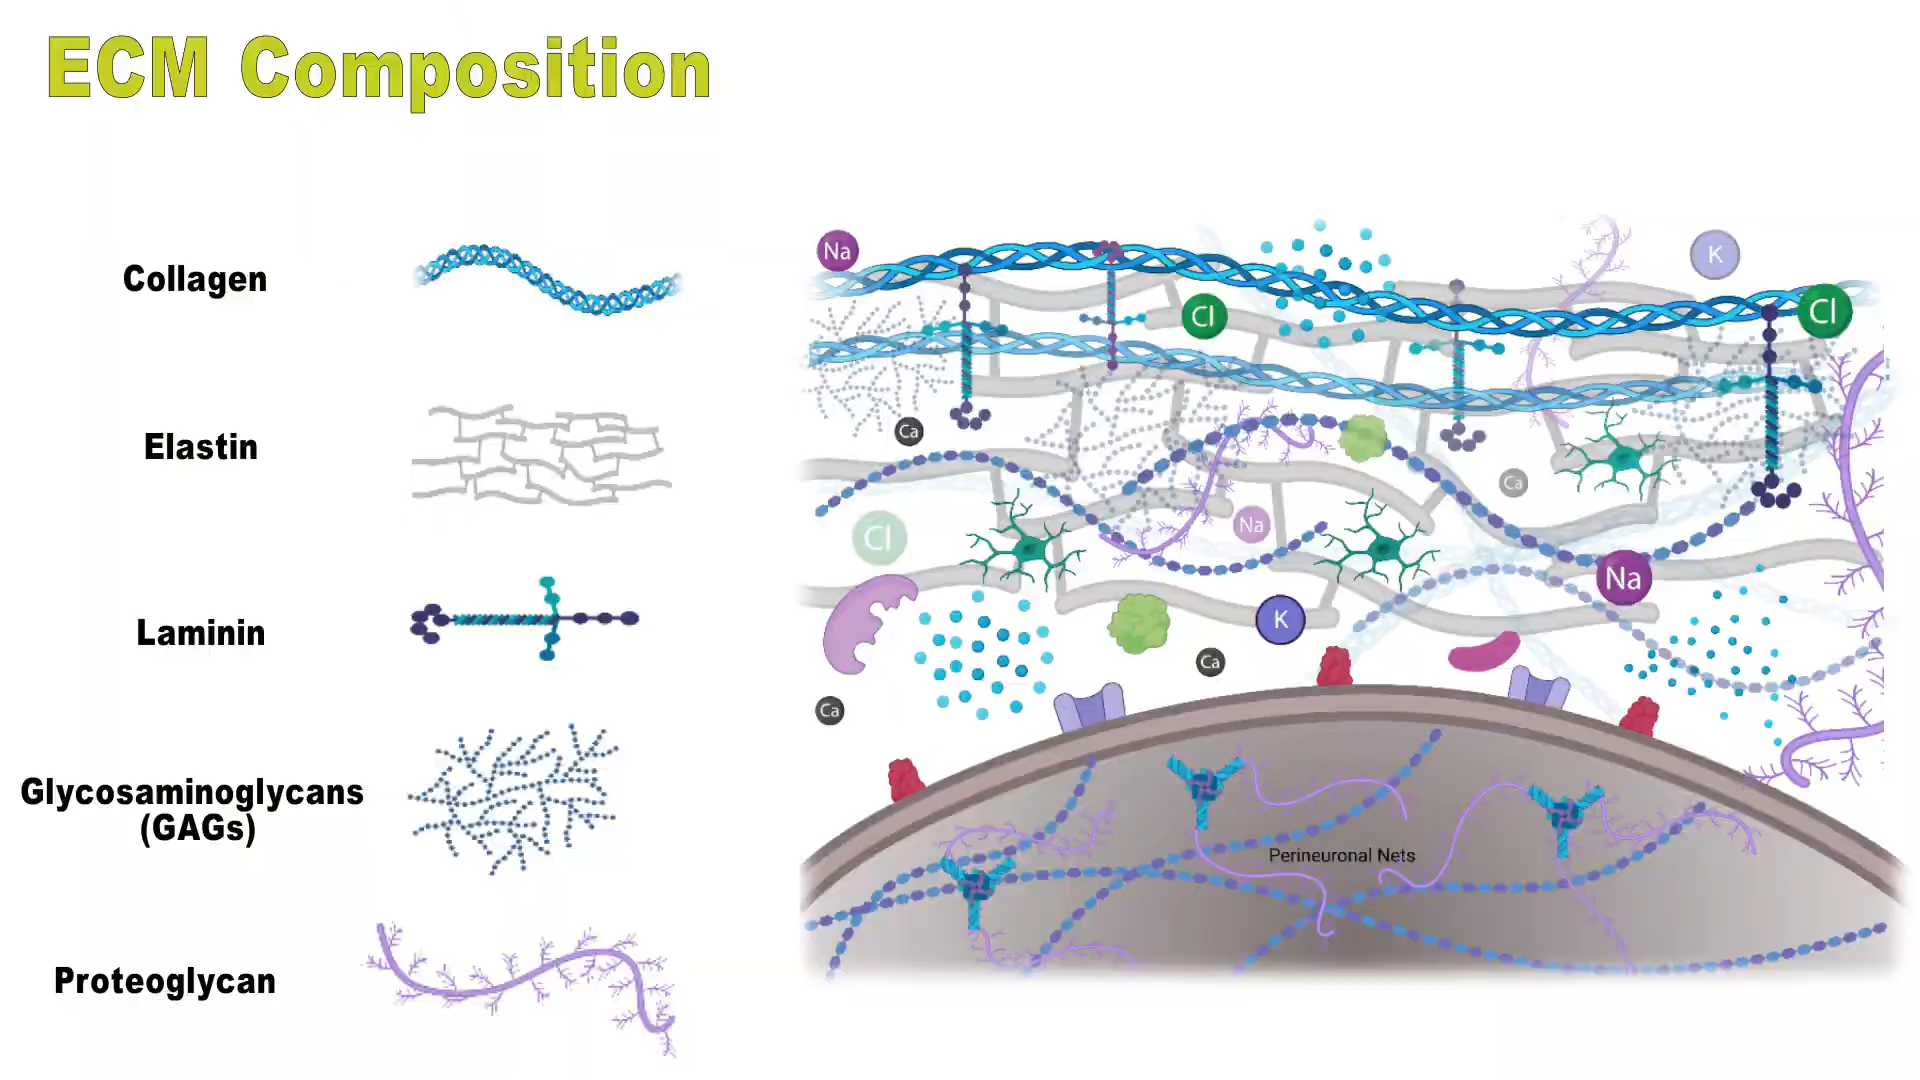 ECM Composition
Collagen
Elastin
Laminin
Glycosaminoglycans
(GAGs)
Proteoglycan
Na
K
Cl
Cl
Ca
Ca
Na
Cl
Na
K
Ca
Ca
Perineuronal Nets